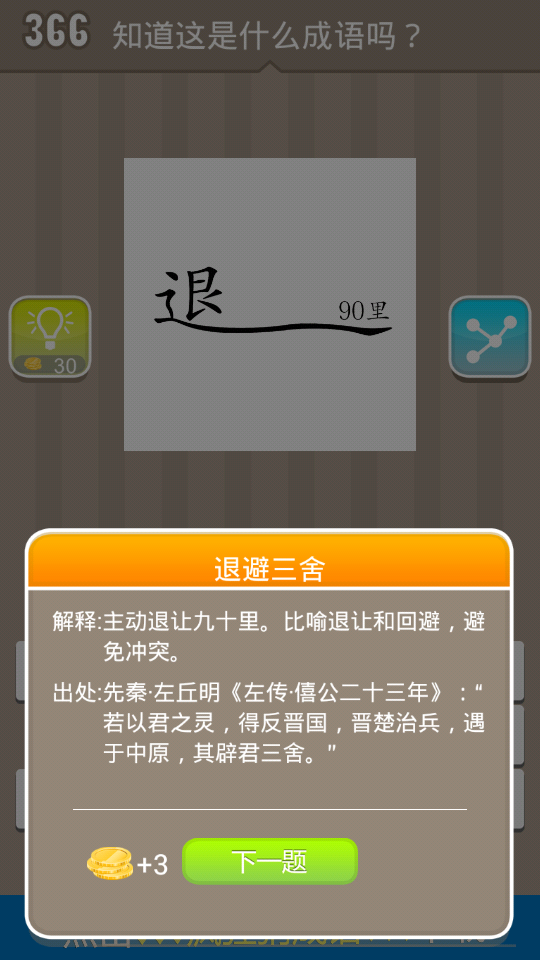 366 知道这是什么成语吗？
退
90里
30
退避三舍
解释:主动退让九十里。比喻退让和回避，避
免冲突。
出处:先秦·左丘明《左传·僖公二十三年》：“
若以君之灵，得反晋国，晋楚治兵，遇
于中原，其辟君三舍。”
+3
下一题